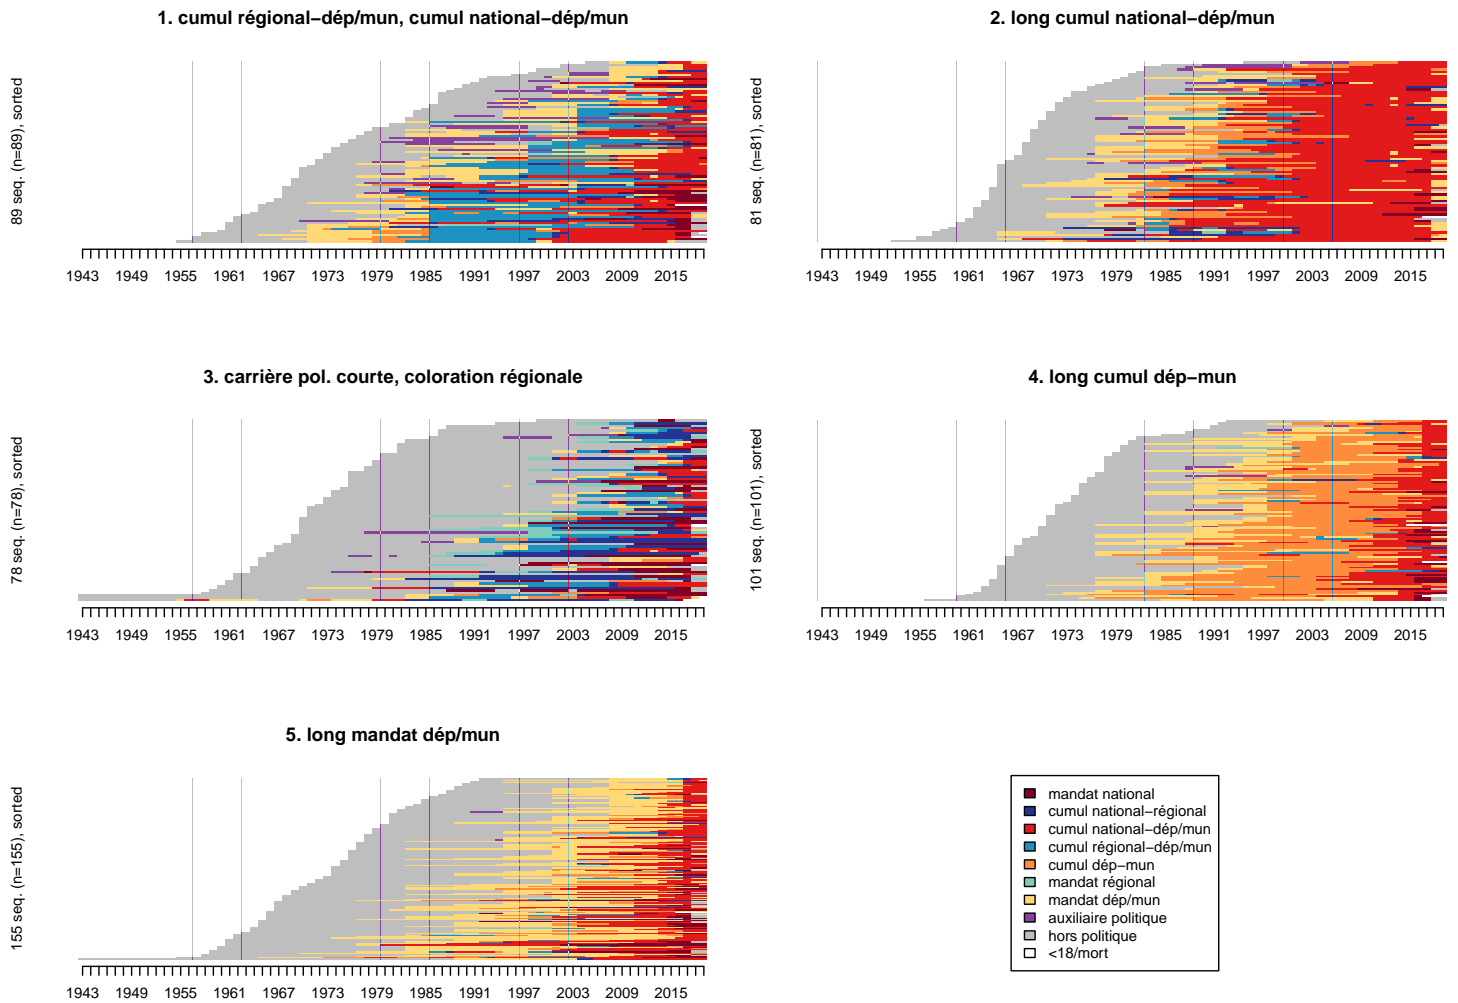 1. cumul régional–dép/mun, cumul national–dép/mun
89 seq. (n=89), sorted
1943 1949 1955 1961 1967 1973 1979 1985 1991 1997 2003 2009 2015
2. long cumul national–dép/mun
81 seq. (n=81), sorted
1943 1949 1955 1961 1967 1973 1979 1985 1991 1997 2003 2009 2015
3. carrière pol. courte, coloration régionale
78 seq. (n=78), sorted
1943 1949 1955 1961 1967 1973 1979 1985 1991 1997 2003 2009 2015
4. long cumul dép–mun
101 seq. (n=101), sorted
1943 1949 1955 1961 1967 1973 1979 1985 1991 1997 2003 2009 2015
5. long mandat dép/mun
155 seq. (n=155), sorted
1943 1949 1955 1961 1967 1973 1979 1985 1991 1997 2003 2009 2015
mandat national
cumul national–régional
cumul national–dép/mun
cumul régional–dép/mun
cumul dép–mun
mandat régional
mandat dép/mun
auxiliaire politique
hors politique
<18/mort